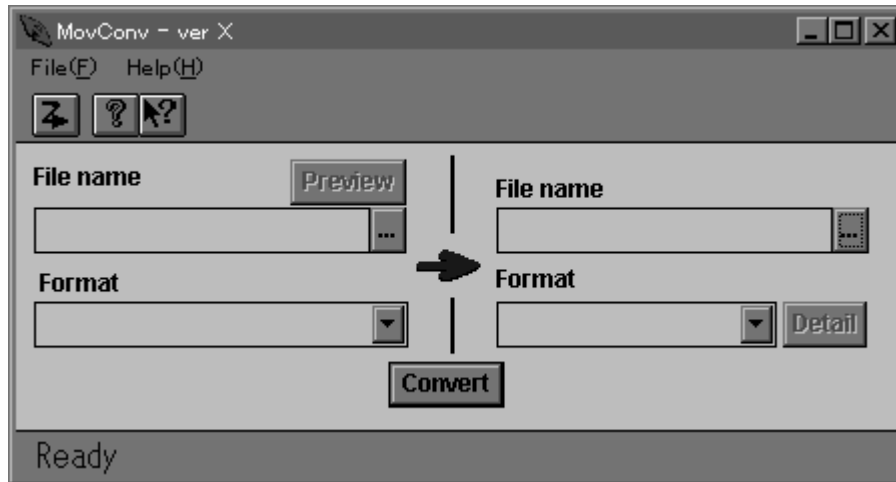 MovConv - ver X
File(F) Help(H)
File name
Preview
...
Format
File name
...
Format
Detail
Convert
Ready